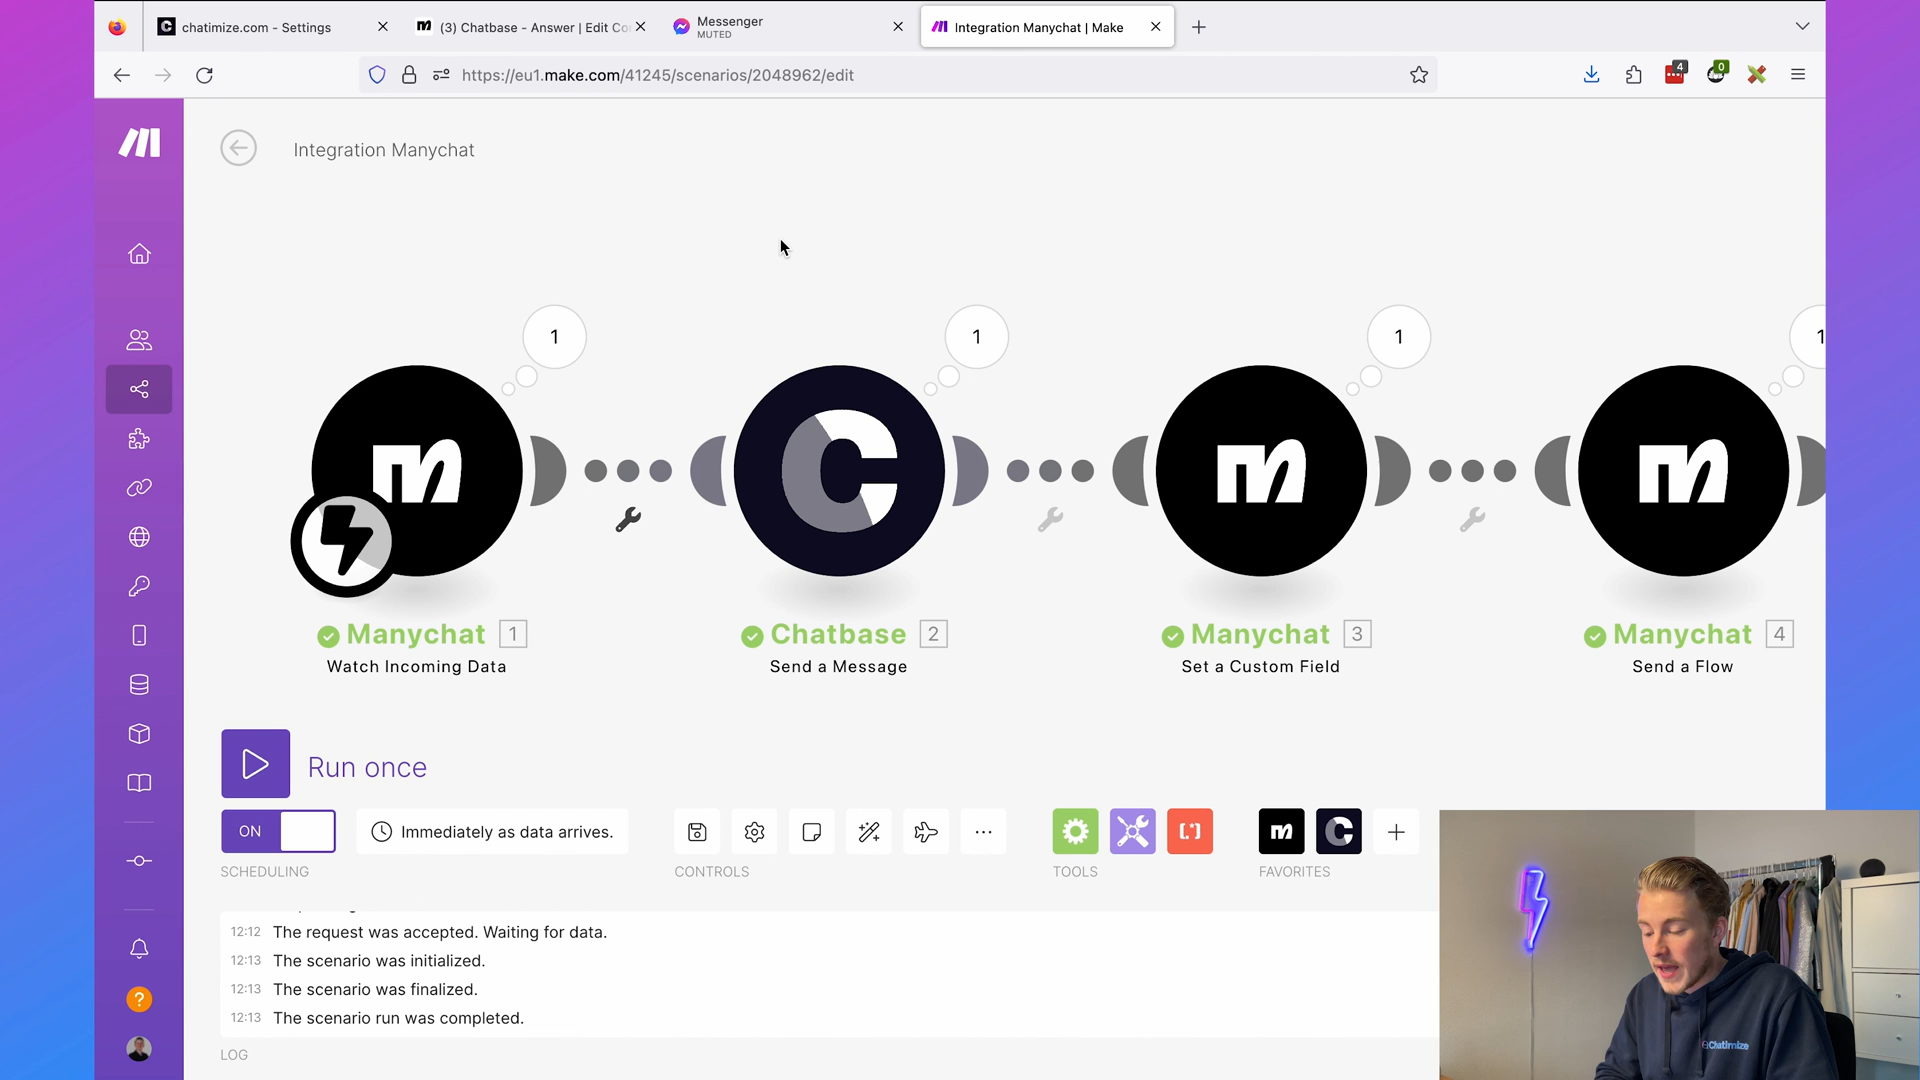 chatimize.com - Settings
(3) Chatbase - Answer | Edit Co
Messenger
MUTED
Integration Manychat | Make
https://eu1.make.com/41245/scenarios/2048962/edit
4
0
Integration Manychat
1
1
1
1
Manychat 1
Watch Incoming Data
Chatbase 2
Send a Message
Manychat 3
Set a Custom Field
Manychat 4
Send a Flow
Run once
ON
Immediately as data arrives.
SCHEDULING
CONTROLS
TOOLS
FAVORITES
12:12 The request was accepted. Waiting for data.
12:13 The scenario was initialized.
12:13 The scenario was finalized.
12:13 The scenario run was completed.
LOG
Chatimize